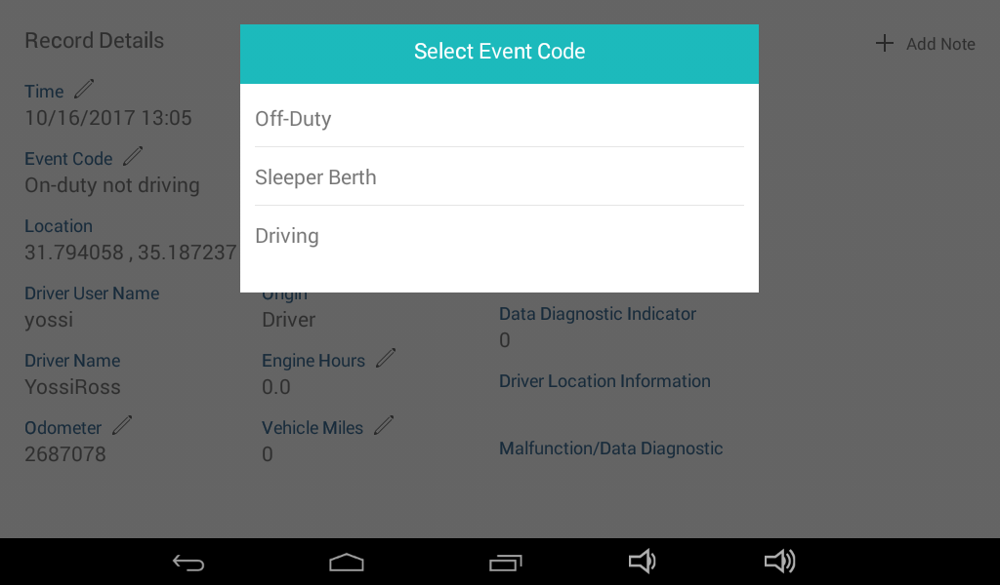 Record Details
Select Event Code
Add Note
Time
10/16/2017 13:05
Off-Duty
Event Code
On-duty not driving
Sleeper Berth
Location
31.794058 , 35.187237
Driving
Driver User Name
yossi
Origin
Driver
Data Diagnostic Indicator
0
Driver Name
YossiRoss
Engine Hours
0.0
Driver Location Information
Odometer
2687078
Vehicle Miles
0
Malfunction/Data Diagnostic